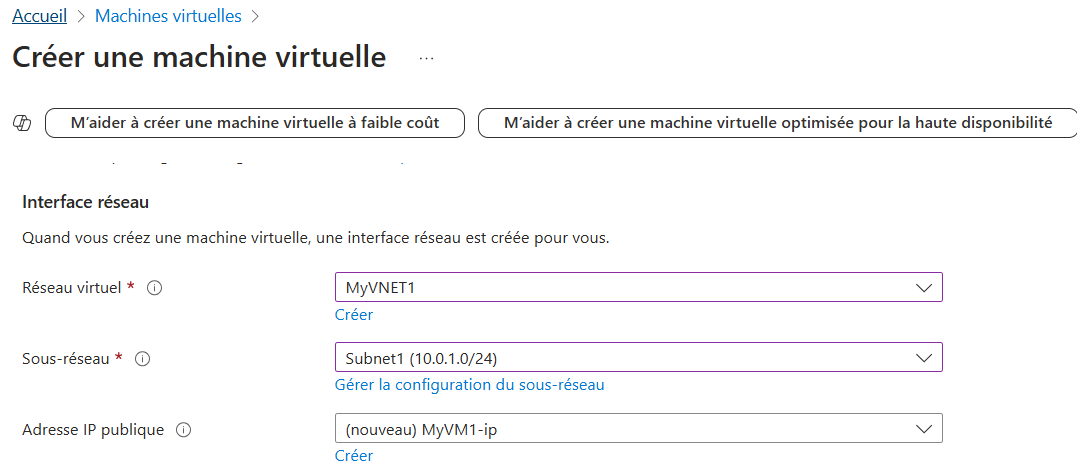 Accueil > Machines virtuelles >
Créer une machine virtuelle ...
M'aider à créer une machine virtuelle à faible coût M'aider à créer une machine virtuelle optimisée pour la haute disponibilité
Interface réseau
Quand vous créez une machine virtuelle, une interface réseau est créée pour vous.
Réseau virtuel * MyVNET1
Créer
Sous-réseau * Subnet1 (10.0.1.0/24)
Gérer la configuration du sous-réseau
Adresse IP publique (nouveau) MyVM1-ip
Créer